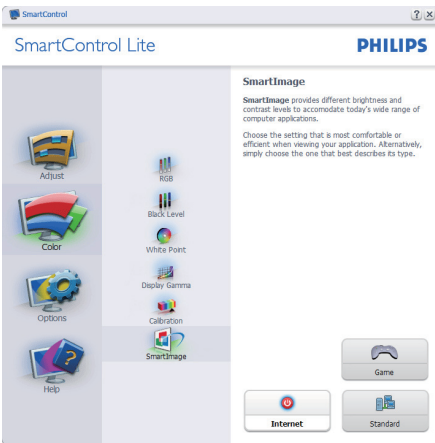 SmartControl
SmartControl Lite
PHILIPS
Adjust
Color
Options
Help
RGB
Black Level
White Point
Display Gamma
Calibration
SmartImage
SmartImage
SmartImage provides different brightness and
contrast levels to accomodate today's wide range of
computer applications.
Choose the setting that is most comfortable or
efficient when viewing your application. Alternatively,
simply choose the one that best describes its type.
Game
Internet
Standard